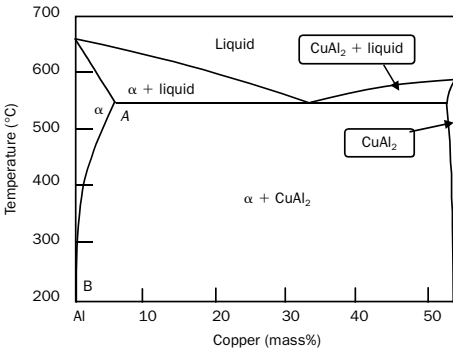 700
Liquid
CuAl₂ + liquid
600
α + liquid
α
A
500
CuAl₂
Temperature (°C)
400
α + CuAl₂
300
B
200
Al 10 20 30 40 50
Copper (mass%)